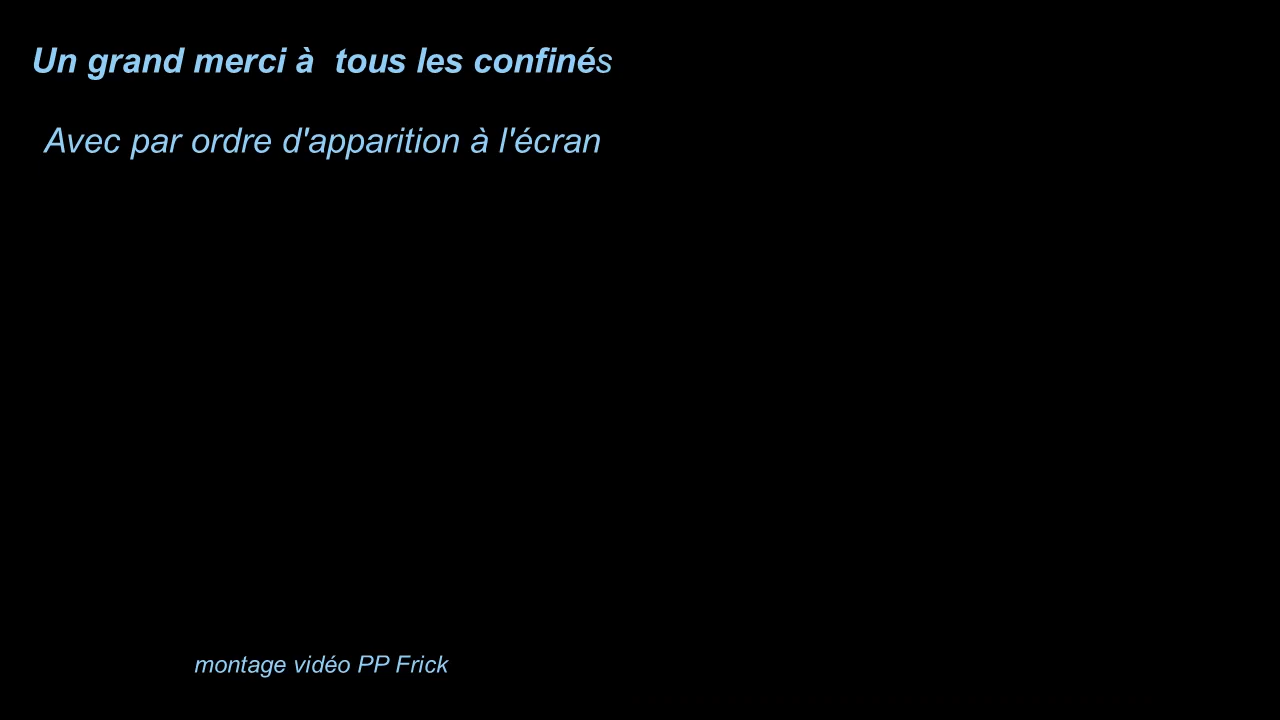 Un grand merci à  tous les confinés
Avec par ordre d'apparition à l'écran
montage vidéo PP Frick